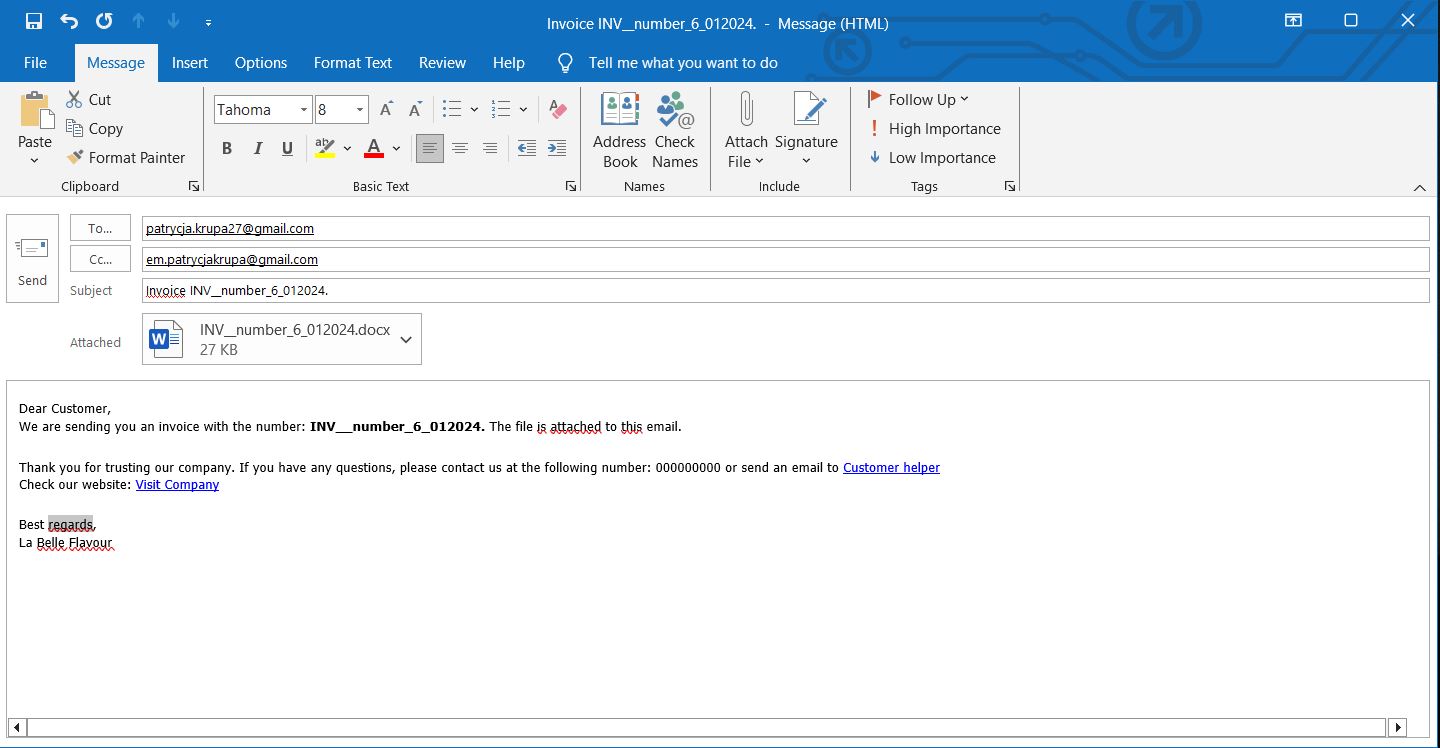 Invoice INV__number_6_012024. - Message (HTML)
File Message Insert Options Format Text Review Help Tell me what you want to do
Paste
Cut
Copy
Format Painter
Clipboard
Tahoma 8
B I U ab A
Basic Text
Address Book
Check Names
Names
Attach File
Signature
Include
Follow Up
High Importance
Low Importance
Tags
Send
To... patrycja.krupa27@gmail.com
Cc... em.patrycjakrupa@gmail.com
Subject Invoice INV__number_6_012024.
Attached INV__number_6_012024.docx
27 KB
Dear Customer,
We are sending you an invoice with the number: INV__number_6_012024. The file is attached to this email.
Thank you for trusting our company. If you have any questions, please contact us at the following number: 000000000 or send an email to Customer helper
Check our website: Visit Company
Best regards,
La Belle Flavour